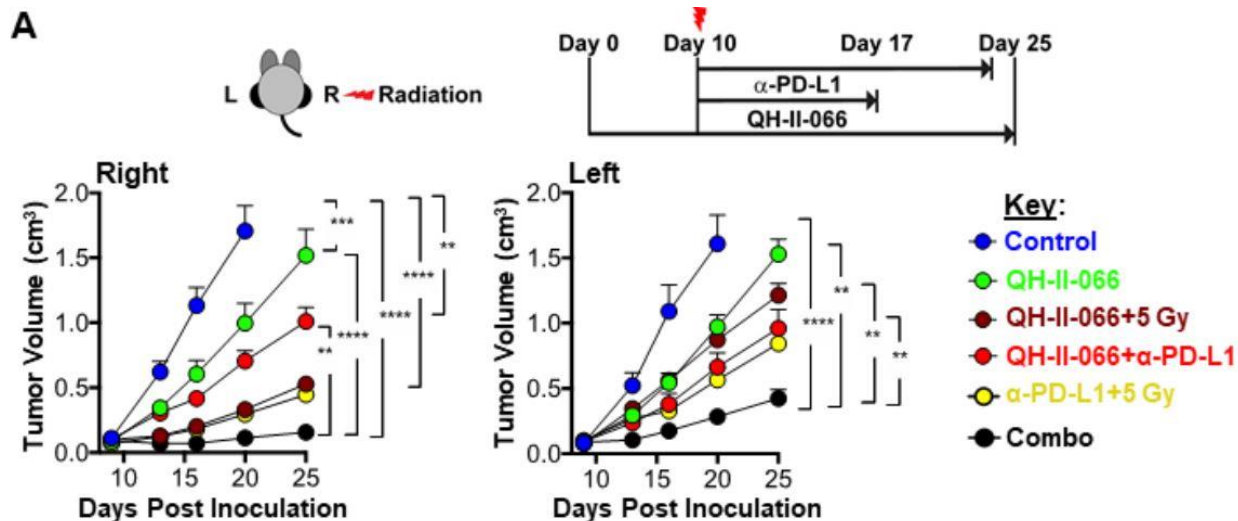 A
Day 0 Day 10 Day 17 Day 25
L R Radiation
α-PD-L1
QH-II-066
Right
Tumor Volume (cm³)
2.0
1.5
1.0
0.5
0.0
10 15 20 25
Days Post Inoculation
***
**
****
****
****
**
Left
Tumor Volume (cm³)
2.0
1.5
1.0
0.5
0.0
10 15 20 25
Days Post Inoculation
****
**
**
**
Key:
Control
QH-II-066
QH-II-066+5 Gy
QH-II-066+α-PD-L1
α-PD-L1+5 Gy
Combo